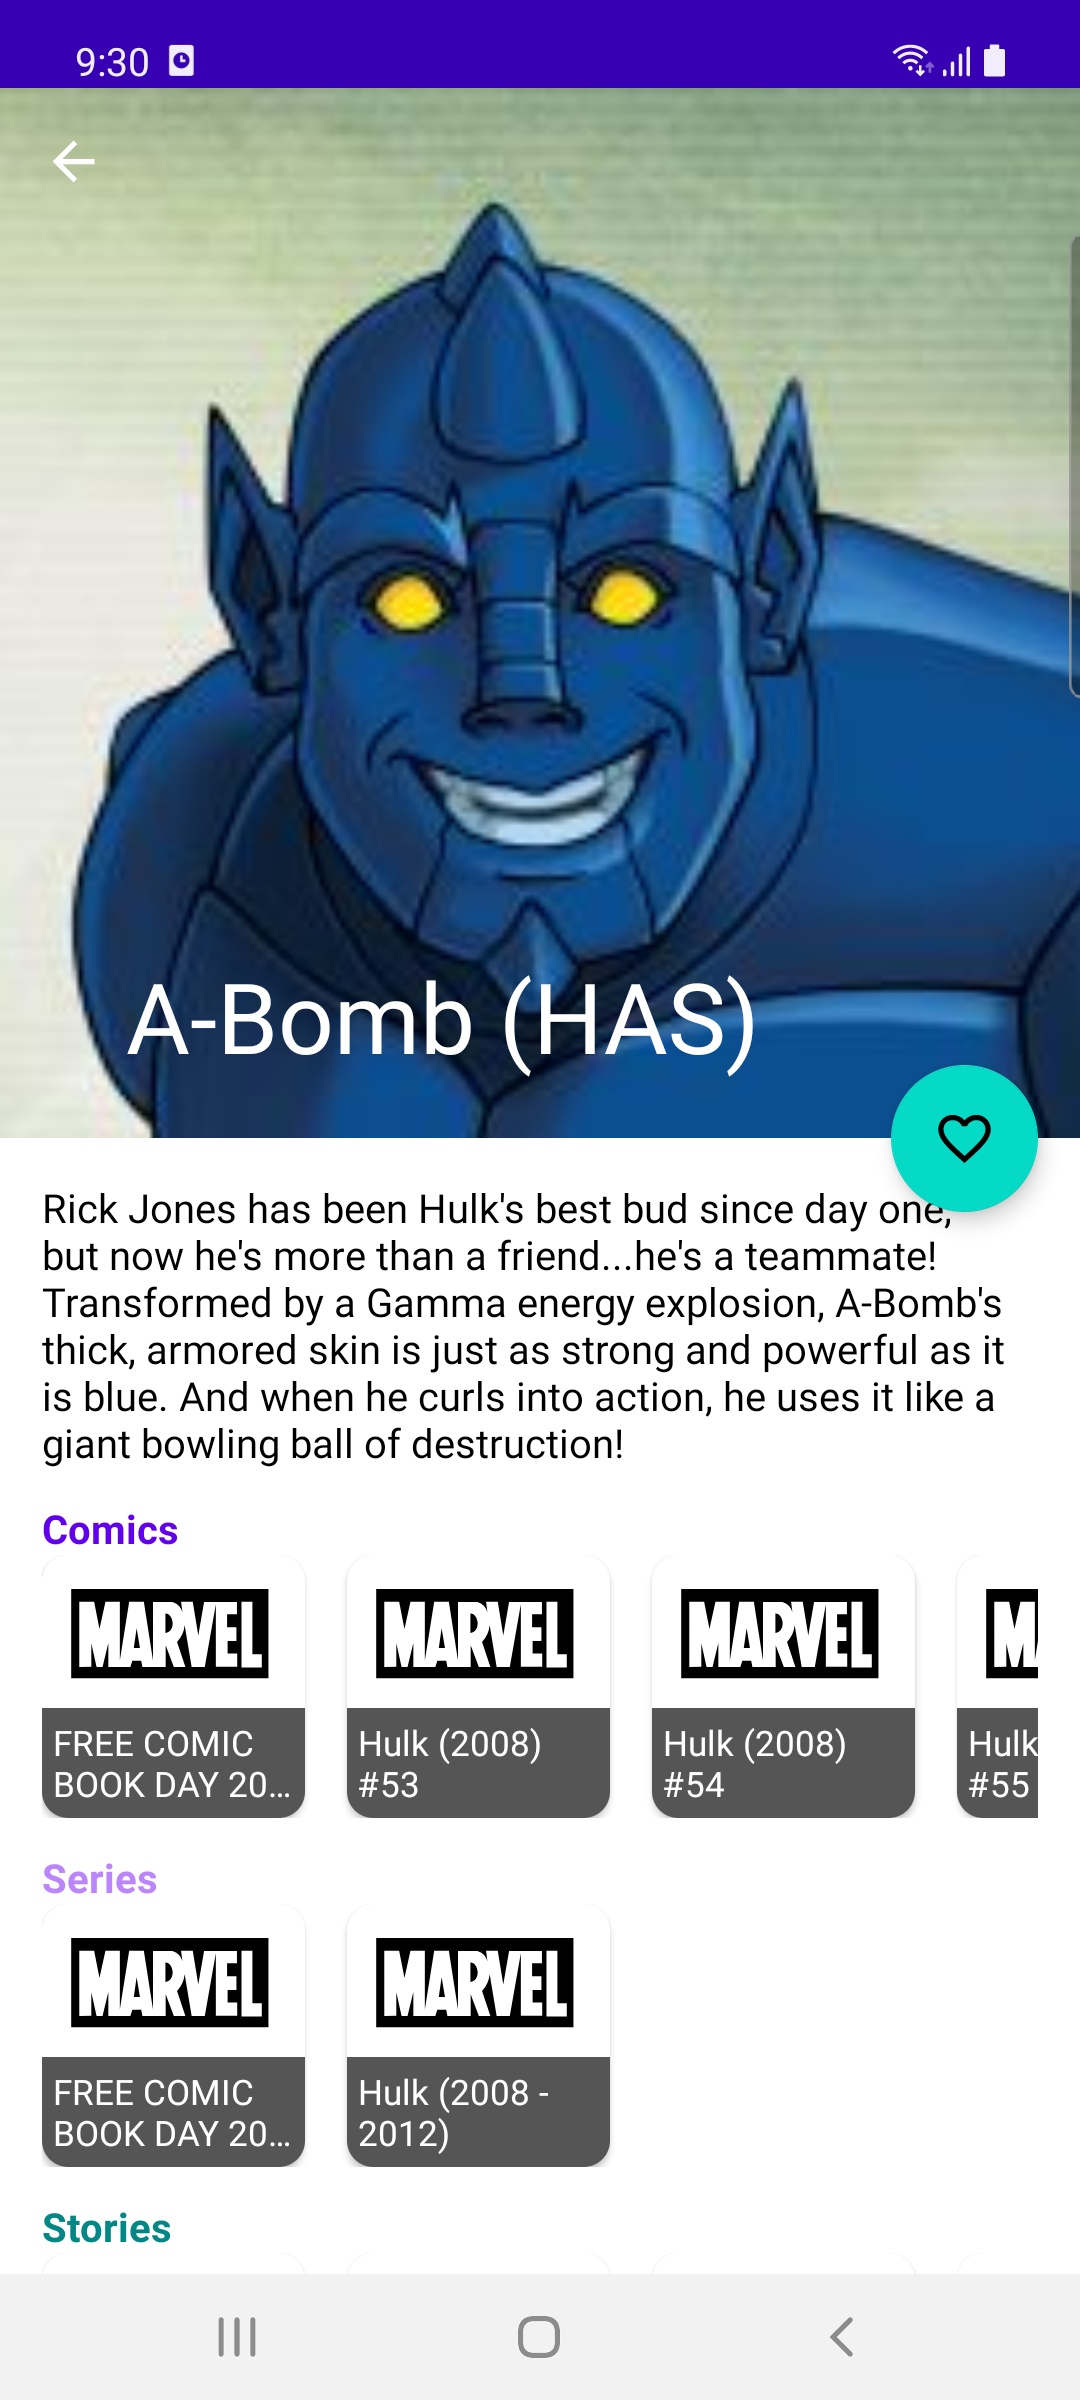 9:30
A-Bomb (HAS)
Rick Jones has been Hulk's best bud since day one,
but now he's more than a friend...he's a teammate!
Transformed by a Gamma energy explosion, A-Bomb's
thick, armored skin is just as strong and powerful as it
is blue. And when he curls into action, he uses it like a
giant bowling ball of destruction!
Comics
MARVEL MARVEL MARVEL M
FREE COMIC
BOOK DAY 20...
Hulk (2008)
#53
Hulk (2008)
#54
Hulk
#55
Series
MARVEL MARVEL
FREE COMIC
BOOK DAY 20...
Hulk (2008 -
2012)
Stories